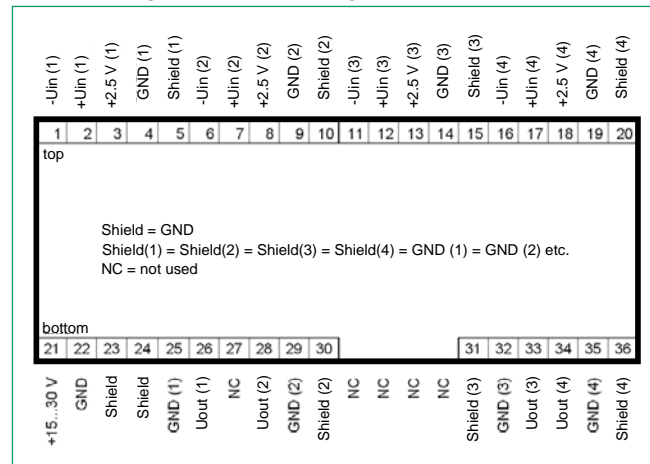 -Uin (1) +Uin (1) +2.5 V (1) GND (1) Shield (1) -Uin (2) +Uin (2) +2.5 V (2) GND (2) Shield (2) -Uin (3) +Uin (3) +2.5 V (3) GND (3) Shield (3) -Uin (4) +Uin (4) +2.5 V (4) GND (4) Shield (4)
1 2 3 4 5 6 7 8 9 10 11 12 13 14 15 16 17 18 19 20
top
Shield = GND
Shield(1) = Shield(2) = Shield(3) = Shield(4) = GND (1) = GND (2) etc.
NC = not used
bottom
21 22 23 24 25 26 27 28 29 30 31 32 33 34 35 36
+15...30 V GND Shield Shield GND (1) Uout (1) NC Uout (2) GND (2) Shield (2) NC NC NC NC Shield (3) GND (3) Uout (3) Uout (4) GND (4) Shield (4)